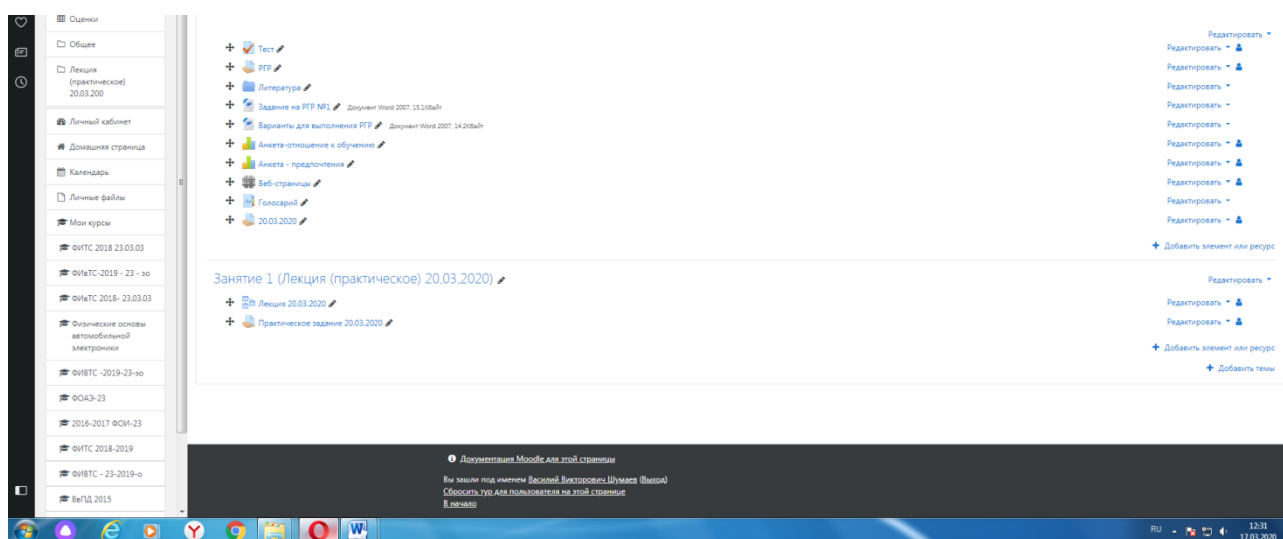 Оценки
Общее
Лекция
(практическое)
20.03.200
Личный кабинет
Домашняя страница
Календарь
Личные файлы
Мои курсы
ФИТС 2018 23.03.03
ФИвТС-2019 - 23 - зо
ФИвТС 2018- 23.03.03
Физические основы
автомобильной
электроники
ФИВТС -2019-23-зо
ФОАЭ-23
2016-2017 ФОИ-23
ФИТС 2018-2019
ФИВТС - 23-2019-о
ВвПД 2015
Редактировать
Тест Редактировать
РГР Редактировать
Литература Редактировать
Задание на РГР №1 Документ Word 2007, 15.1Кбайт Редактировать
Варианты для выполнения РГР Документ Word 2007, 14.2Кбайт Редактировать
Анкета-отношение к обучению Редактировать
Анкета - предпочтения Редактировать
Веб-страницы Редактировать
Голосарий Редактировать
20.03.2020 Редактировать
Добавить элемент или ресурс
Занятие 1 (Лекция (практическое) 20.03.2020) Редактировать
Лекция 20.03.2020 Редактировать
Практическое задание 20.03.2020 Редактировать
Добавить элемент или ресурс
Добавить темы
Документация Moodle для этой страницы
Вы зашли под именем Василий Викторович Шумаев (Выход)
Сбросить тур для пользователя на этой странице
В начало
RU 12:31
17.03.2020